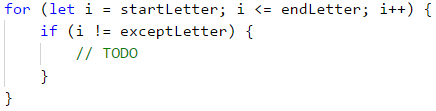 for (let i = startLetter; i <= endLetter; i++) {
    if (i != exceptLetter) {
        // TODO
    }
}